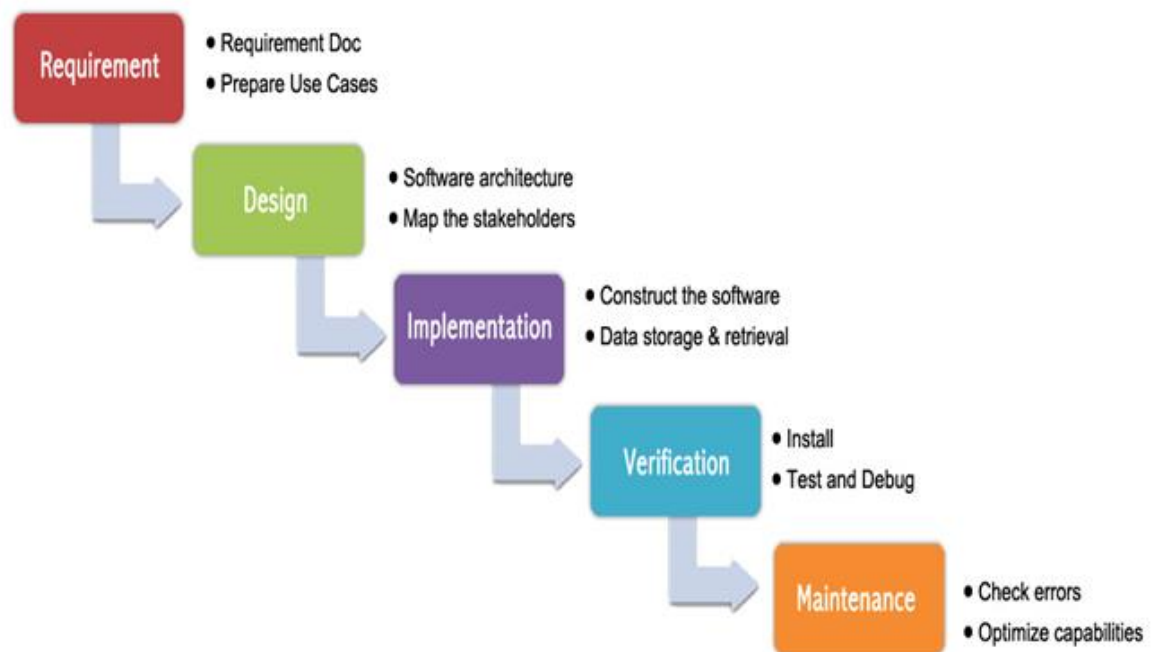 Requirement
• Requirement Doc
• Prepare Use Cases
Design
• Software architecture
• Map the stakeholders
Implementation
• Construct the software
• Data storage & retrieval
Verification
• Install
• Test and Debug
Maintenance
• Check errors
• Optimize capabilities